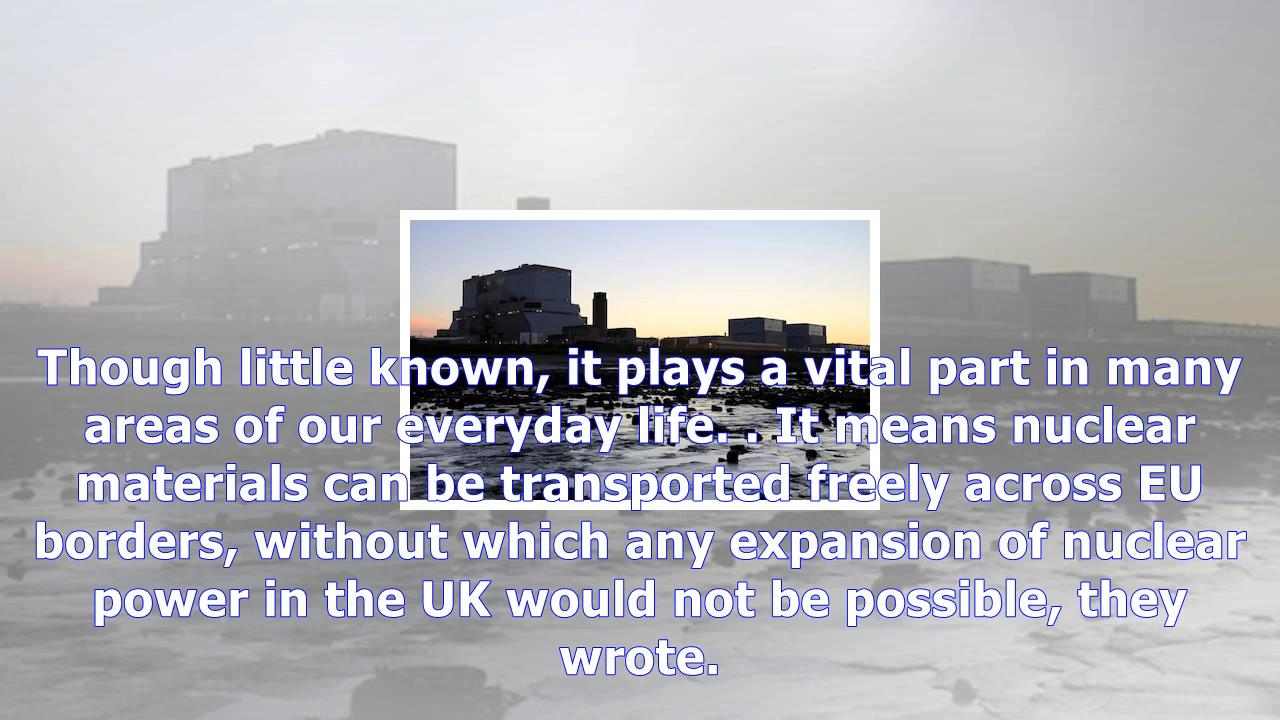 Though little known, it plays a vital part in many
areas of our everyday life. . It means nuclear
materials can be transported freely across EU
borders, without which any expansion of nuclear
power in the UK would not be possible, they
wrote.